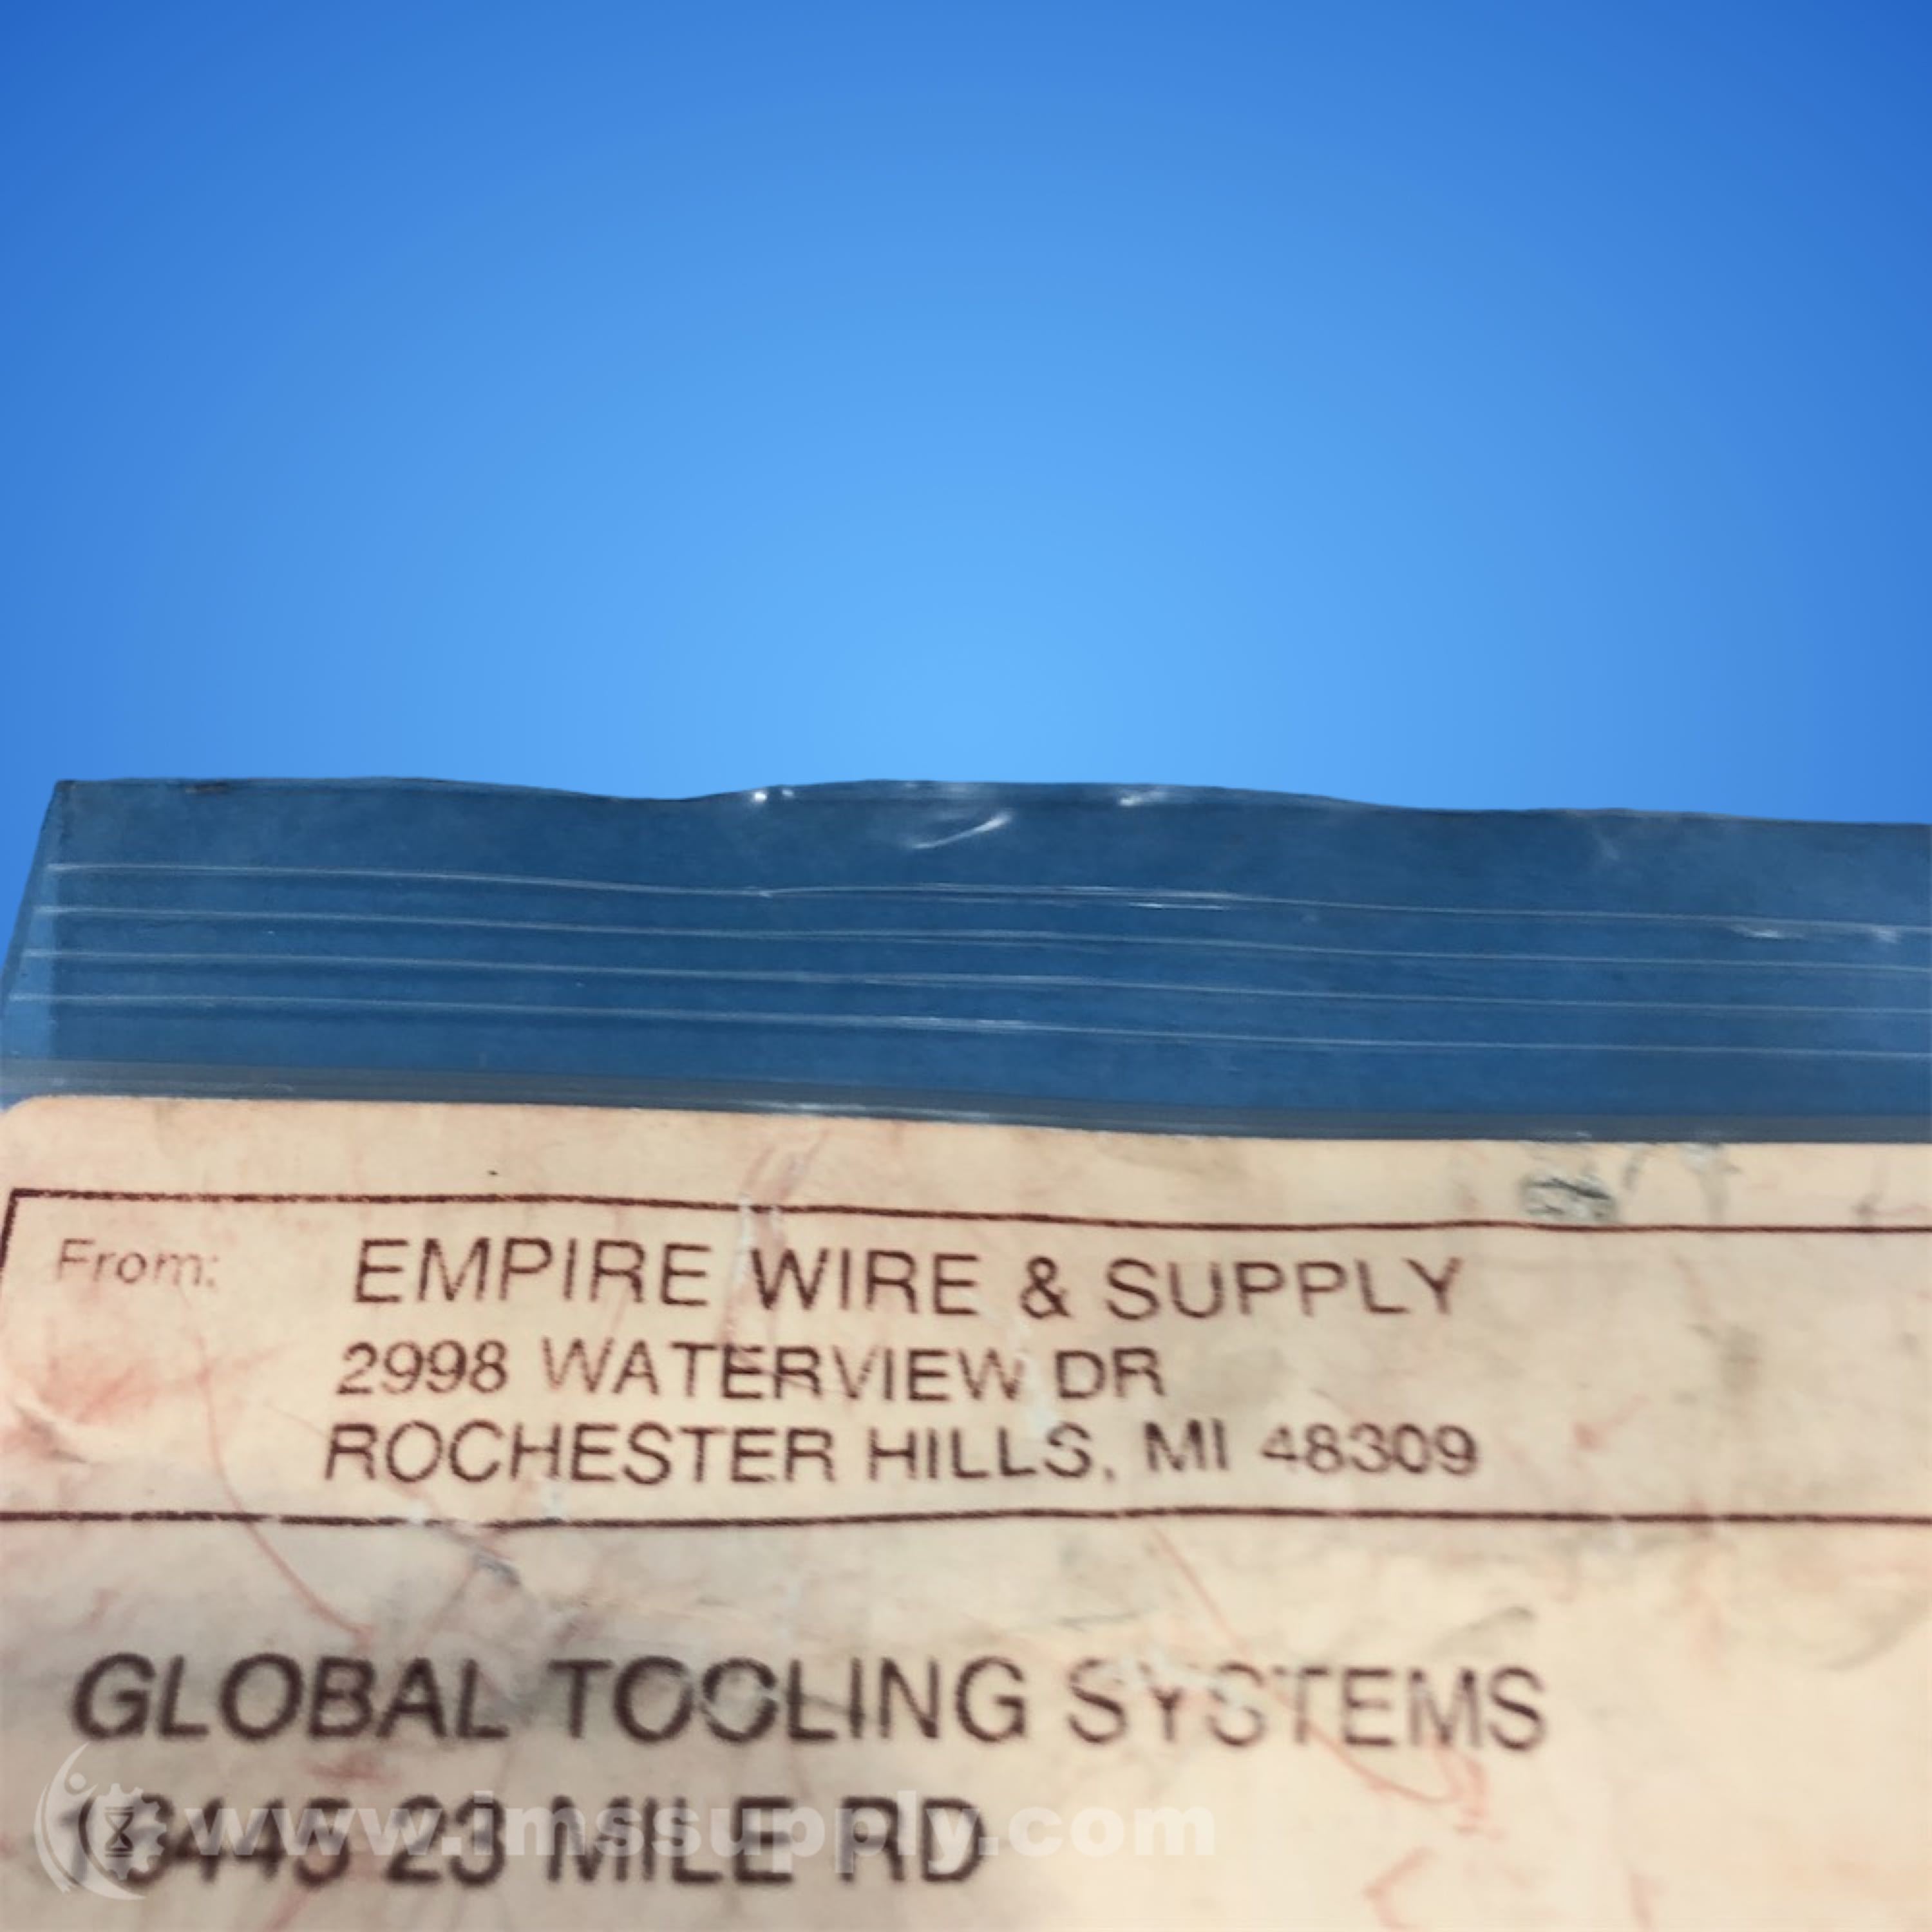 From: EMPIRE WIRE & SUPPLY
2998 WATERVIEW DR
ROCHESTER HILLS, MI 48309
GLOBAL TOOLING SYSTEMS
16445 23 MILE RD
www.imssupply.com